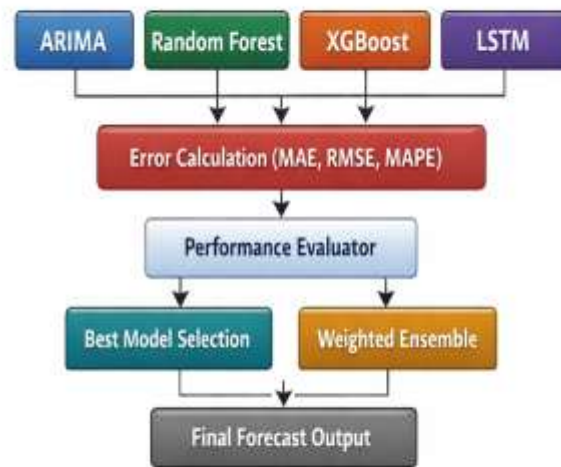 ARIMA
Random Forest
XGBoost
LSTM
Error Calculation (MAE, RMSE, MAPE)
Performance Evaluator
Best Model Selection
Weighted Ensemble
Final Forecast Output